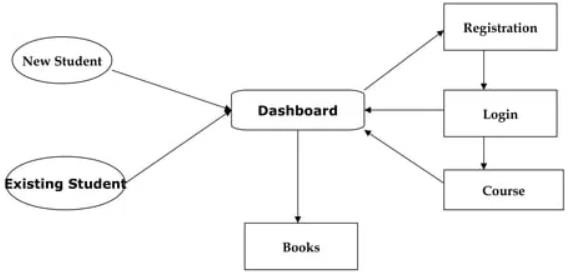 Registration
New Student
Dashboard
Login
Existing Student
Course
Books